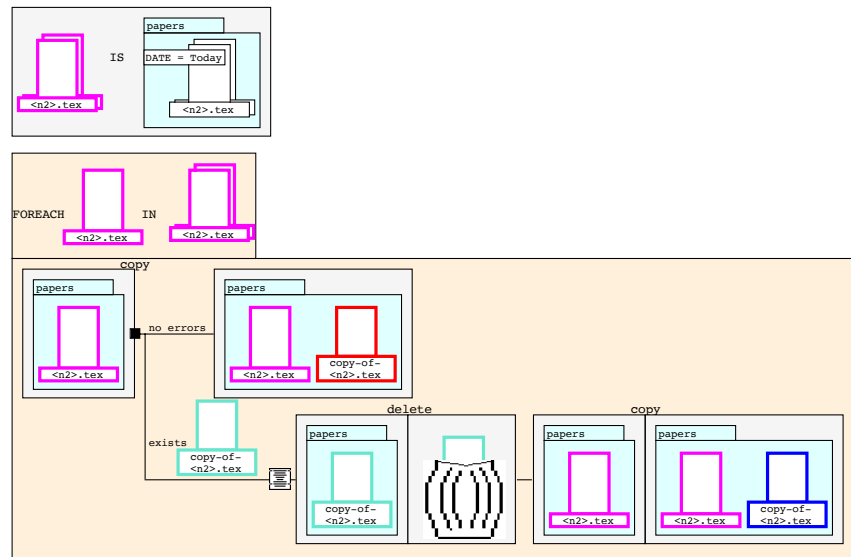 papers
IS
DATE = Today
<n2>.tex
<n2>.tex
FOREACH
IN
<n2>.tex
<n2>.tex
copy
papers
papers
no errors
<n2>.tex
<n2>.tex
copy-of-
<n2>.tex
exists
copy-of-
<n2>.tex
delete
copy
papers
papers
papers
copy-of-
<n2>.tex
<n2>.tex
<n2>.tex
copy-of-
<n2>.tex